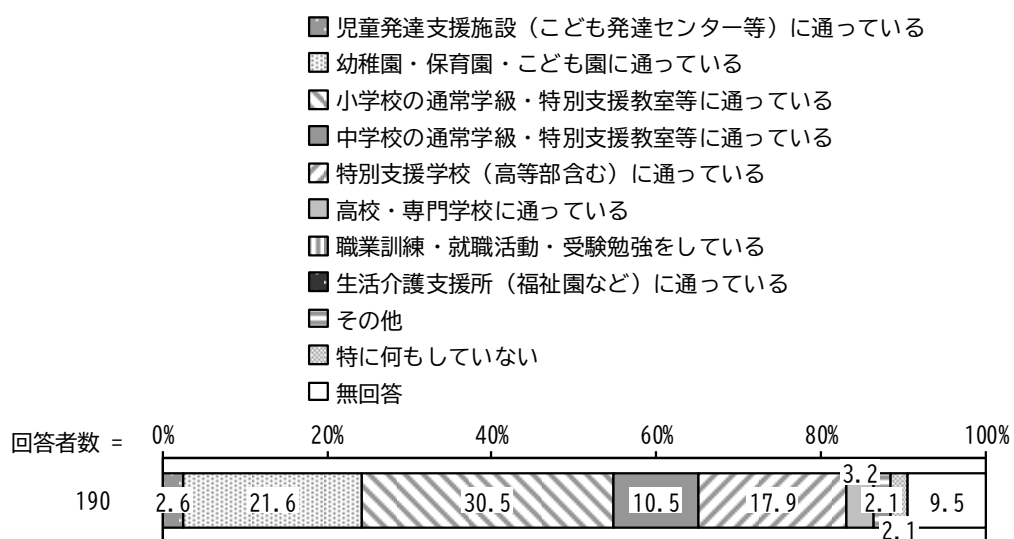 児童発達支援施設（こども発達センター等）に通っている
幼稚園・保育園・こども園に通っている
小学校の通常学級・特別支援教室等に通っている
中学校の通常学級・特別支援教室等に通っている
特別支援学校（高等部含む）に通っている
高校・専門学校に通っている
職業訓練・就職活動・受験勉強をしている
生活介護支援所（福祉園など）に通っている
その他
特に何もしていない
無回答
回答者数 = 0% 20% 40% 60% 80% 100%
190 2.6 21.6 30.5 10.5 17.9 3.2 2.1 2.1 9.5